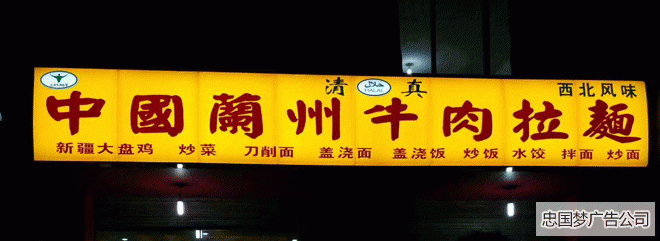 清 HALAL 真 西北风味
中國蘭州牛肉拉麵
新疆大盘鸡 炒菜 刀削面 盖浇面 盖浇饭 炒饭 水饺 拌面 炒面
忠国梦广告公司